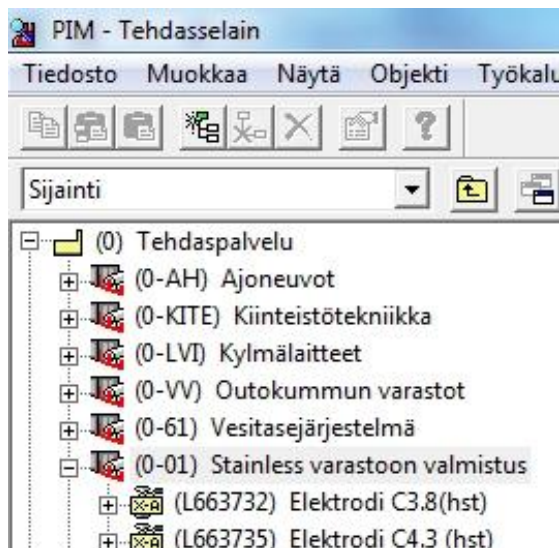 PIM - Tehdasselain
Tiedosto Muokkaa Näytä Objekti Työkalu
Sijainti
(0) Tehdaspalvelu
(0-AH) Ajoneuvot
(0-KITE) Kiinteistötekniikka
(0-LVI) Kylmälaitteet
(0-VV) Outokummun varastot
(0-61) Vesitasejärjestelmä
(0-01) Stainless varastoon valmistus
(L663732) Elektrodi C3.8(hst)
(L663735) Elektrodi C4.3 (hst)